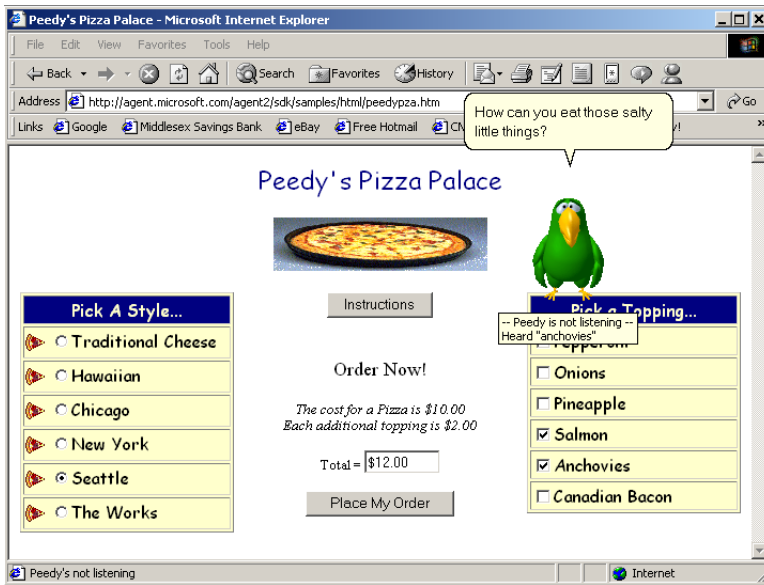 Peedy's Pizza Palace - Microsoft Internet Explorer
File Edit View Favorites Tools Help
Back Search Favorites History
Address http://agent.microsoft.com/agent2/sdk/samples/html/peedypza.htm Go
Links Google Middlesex Savings Bank eBay Free Hotmail
How can you eat those salty
little things?
Peedy's Pizza Palace
Pick A Style...
Traditional Cheese
Hawaiian
Chicago
New York
Seattle
The Works
Instructions
Order Now!
The cost for a Pizza is $10.00
Each additional topping is $2.00
Total = $12.00
Place My Order
Pick a Topping...
-- Peedy is not listening --
Heard "anchovies"
Pepperoni
Onions
Pineapple
Salmon
Anchovies
Canadian Bacon
Peedy's not listening
Internet